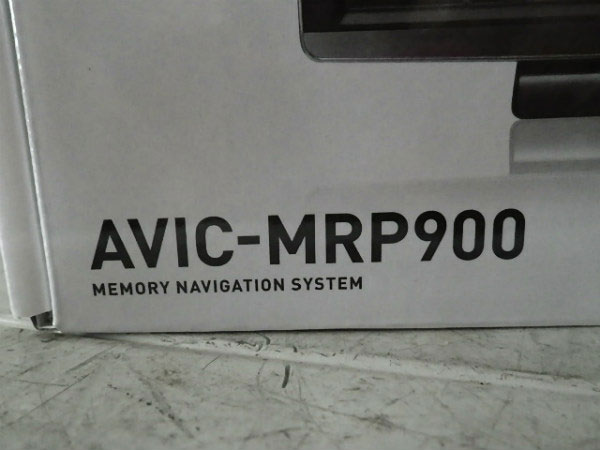 AVIC-MRP900
MEMORY NAVIGATION SYSTEM